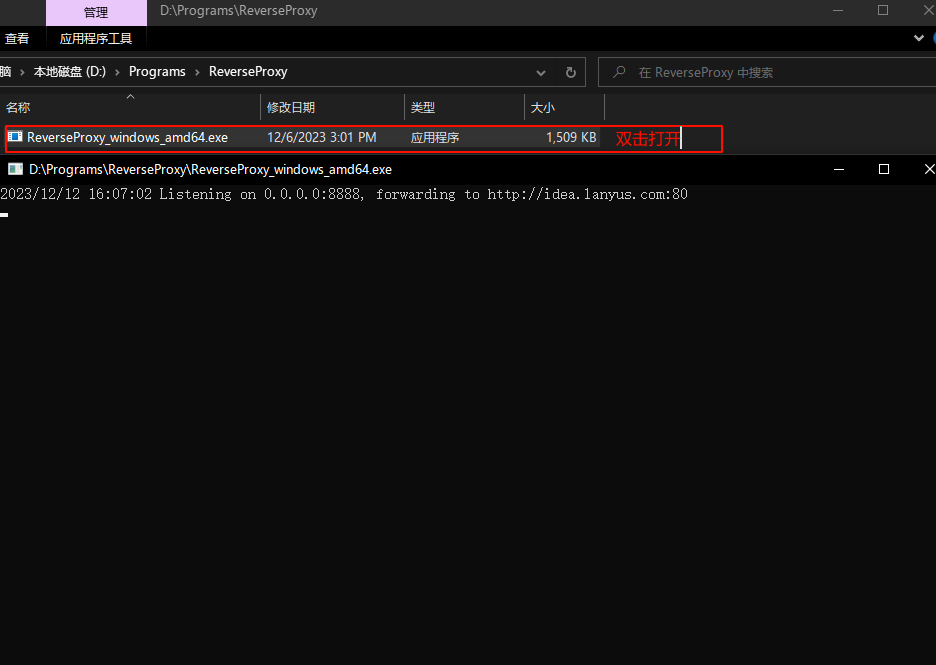 管理 D:\Programs\ReverseProxy
查看 应用程序工具
脑 › 本地磁盘 (D:) › Programs › ReverseProxy 在 ReverseProxy 中搜索
名称 修改日期 类型 大小
ReverseProxy_windows_amd64.exe 12/6/2023 3:01 PM 应用程序 1,509 KB 双击打开
D:\Programs\ReverseProxy\ReverseProxy_windows_amd64.exe
2023/12/12 16:07:02 Listening on 0.0.0.0:8888, forwarding to http://idea.lanyus.com:80